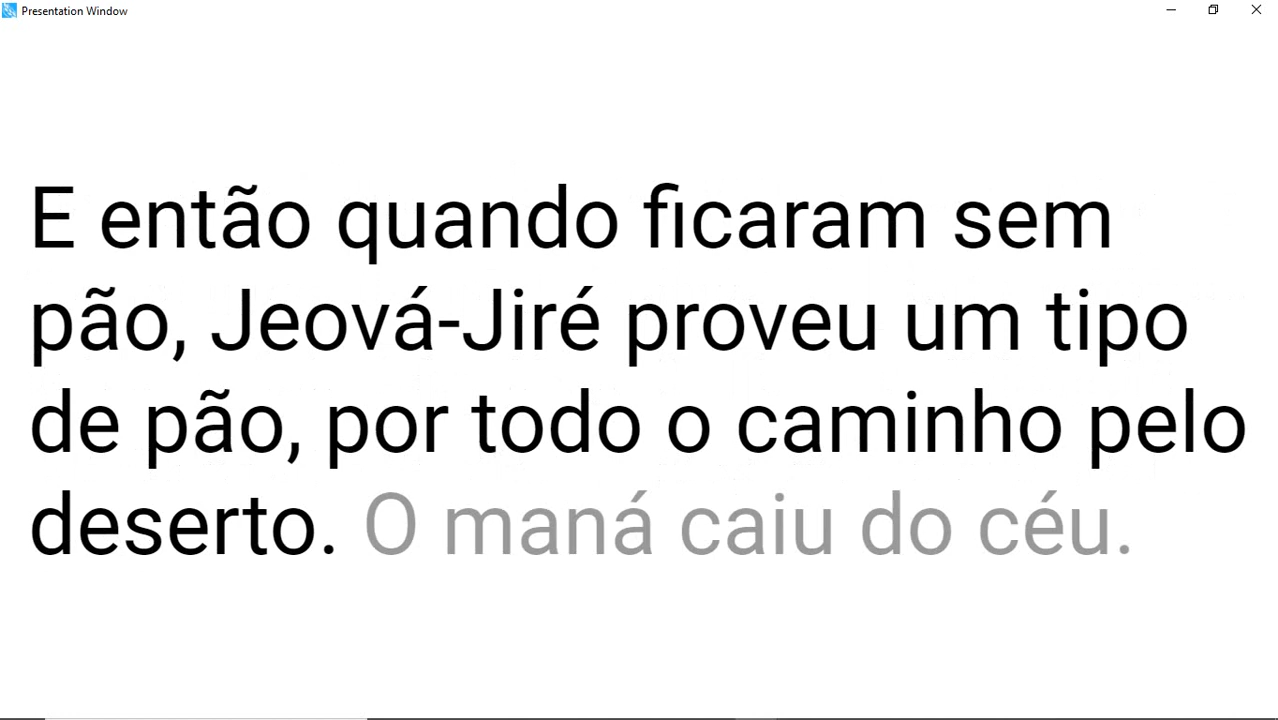 Presentation Window
E então quando ficaram sem
pão, Jeová-Jiré proveu um tipo
de pão, por todo o caminho pelo
deserto. O maná caiu do céu.